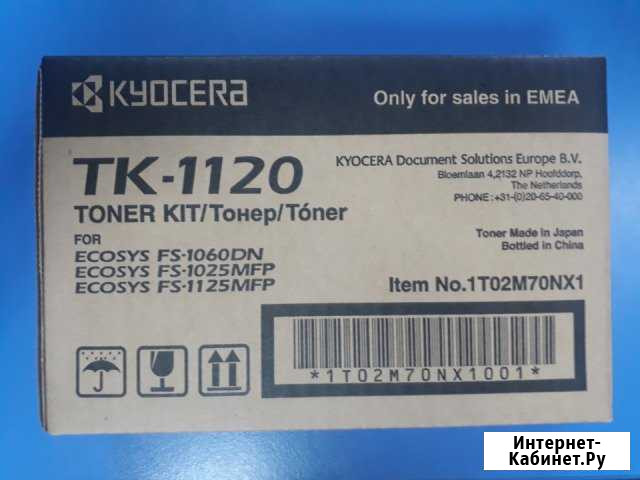 KYOCERA
Only for sales in EMEA
TK-1120
TONER KIT/Тонер/Tóner
FOR
ECOSYS FS-1060DN
ECOSYS FS-1025MFP
ECOSYS FS-1125MFP
KYOCERA Document Solutions Europe B.V.
Bloemlaan 4,2132 NP Hoofddorp,
The Netherlands
PHONE:+31-(0)20-65-40-000
Toner Made in Japan
Bottled in China
Item No.1T02M70NX1
*1T02M70NX1001*
Интернет-
Кабинет.Ру